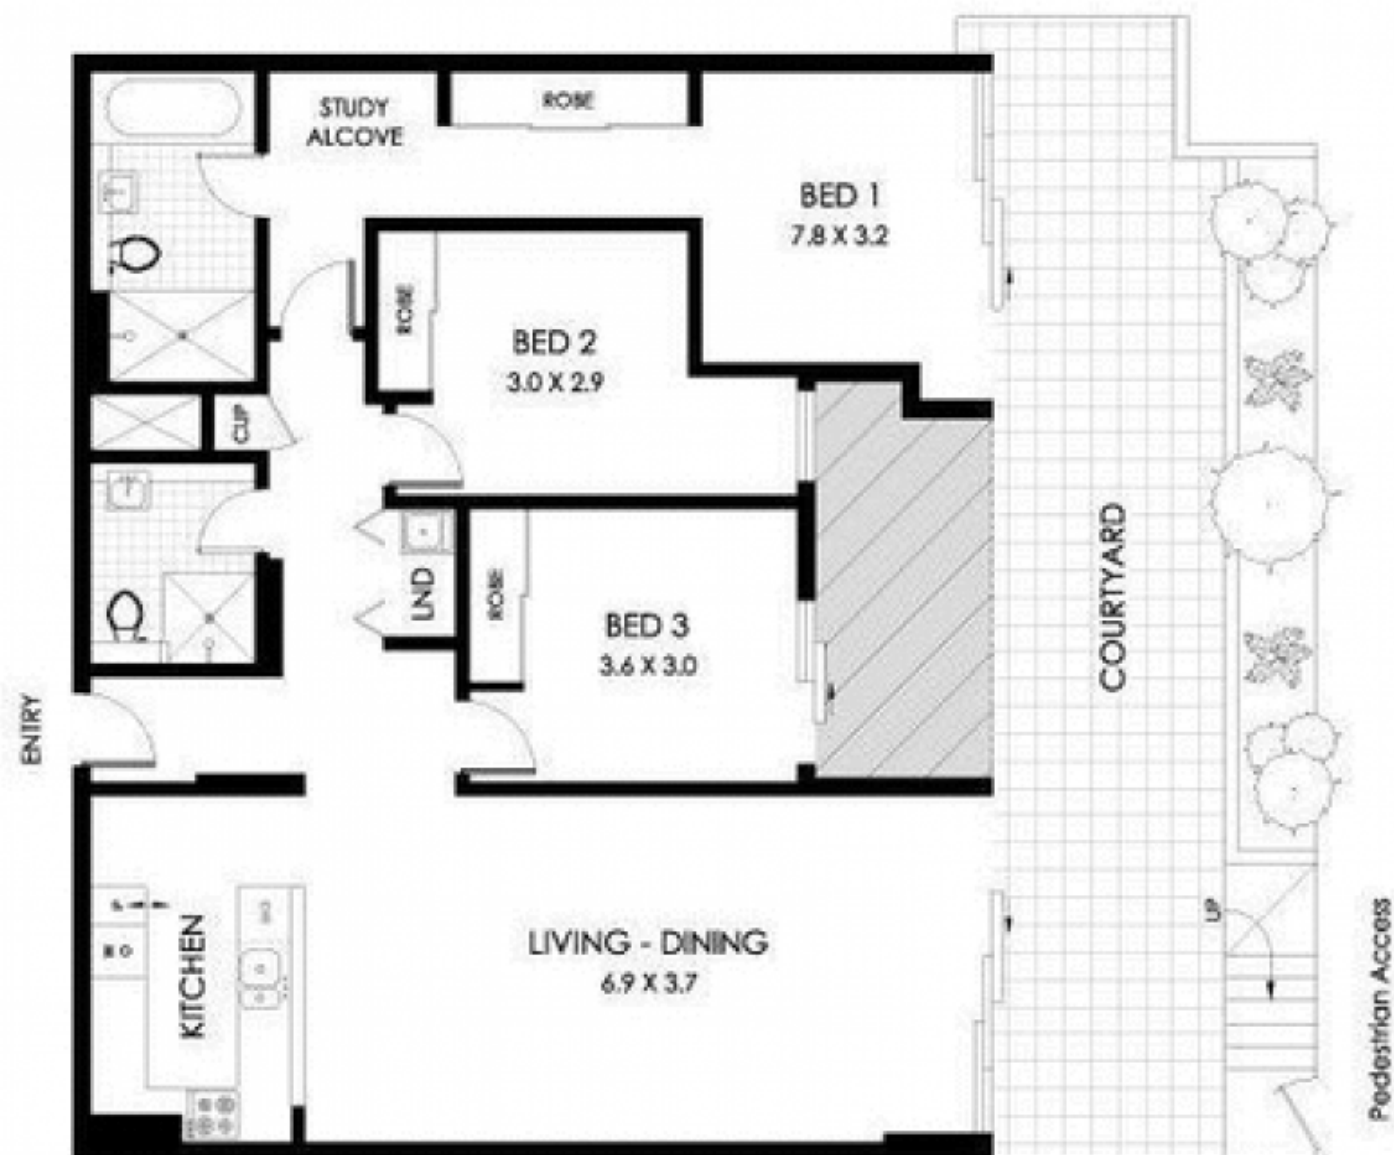 STUDY
ALCOVE
ROBE
BED 1
7.8 X 3.2
ROBE
BED 2
3.0 X 2.9
CUP
LND
ROBE
BED 3
3.6 X 3.0
COURTYARD
ENTRY
KITCHEN
LIVING - DINING
6.9 X 3.7
UP
Pedestrian Access